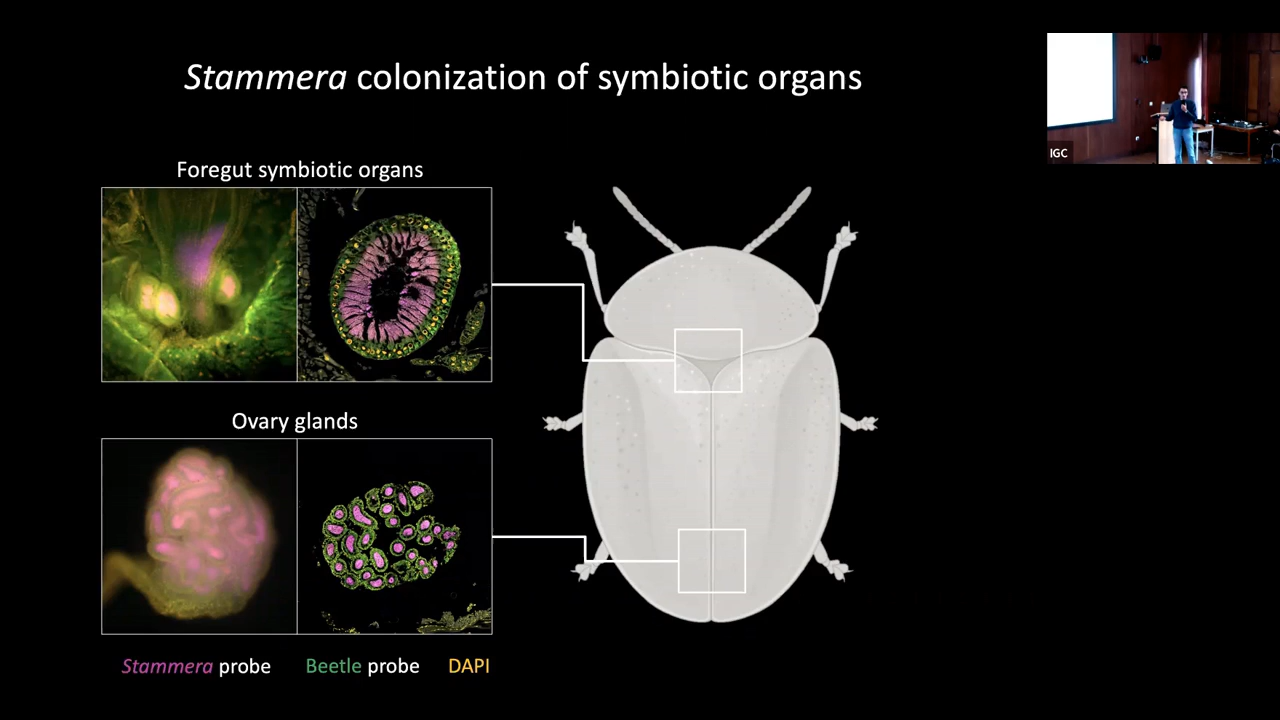 Stammera colonization of symbiotic organs
IGC
Foregut symbiotic organs
Ovary glands
Stammera probe Beetle probe DAPI